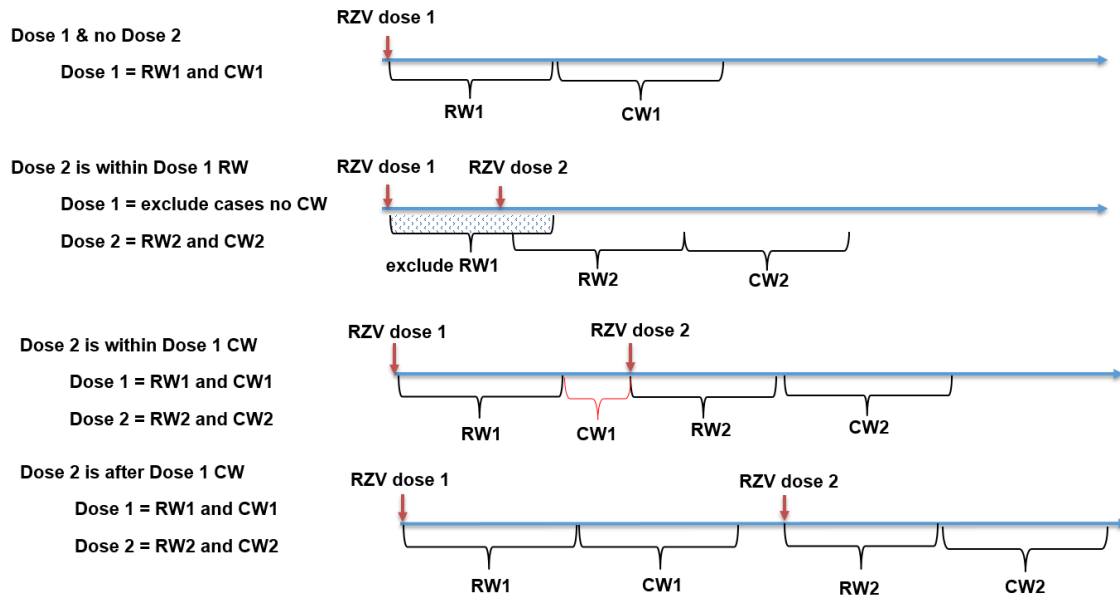 RZV dose 1
Dose 1 & no Dose 2
Dose 1 = RW1 and CW1
RW1
CW1
Dose 2 is within Dose 1 RW
RZV dose 1
RZV dose 2
Dose 1 = exclude cases no CW
Dose 2 = RW2 and CW2
exclude RW1
RW2
CW2
Dose 2 is within Dose 1 CW
RZV dose 1
RZV dose 2
Dose 1 = RW1 and CW1
Dose 2 = RW2 and CW2
RW1
CW1
RW2
CW2
Dose 2 is after Dose 1 CW
RZV dose 1
RZV dose 2
Dose 1 = RW1 and CW1
Dose 2 = RW2 and CW2
RW1
CW1
RW2
CW2